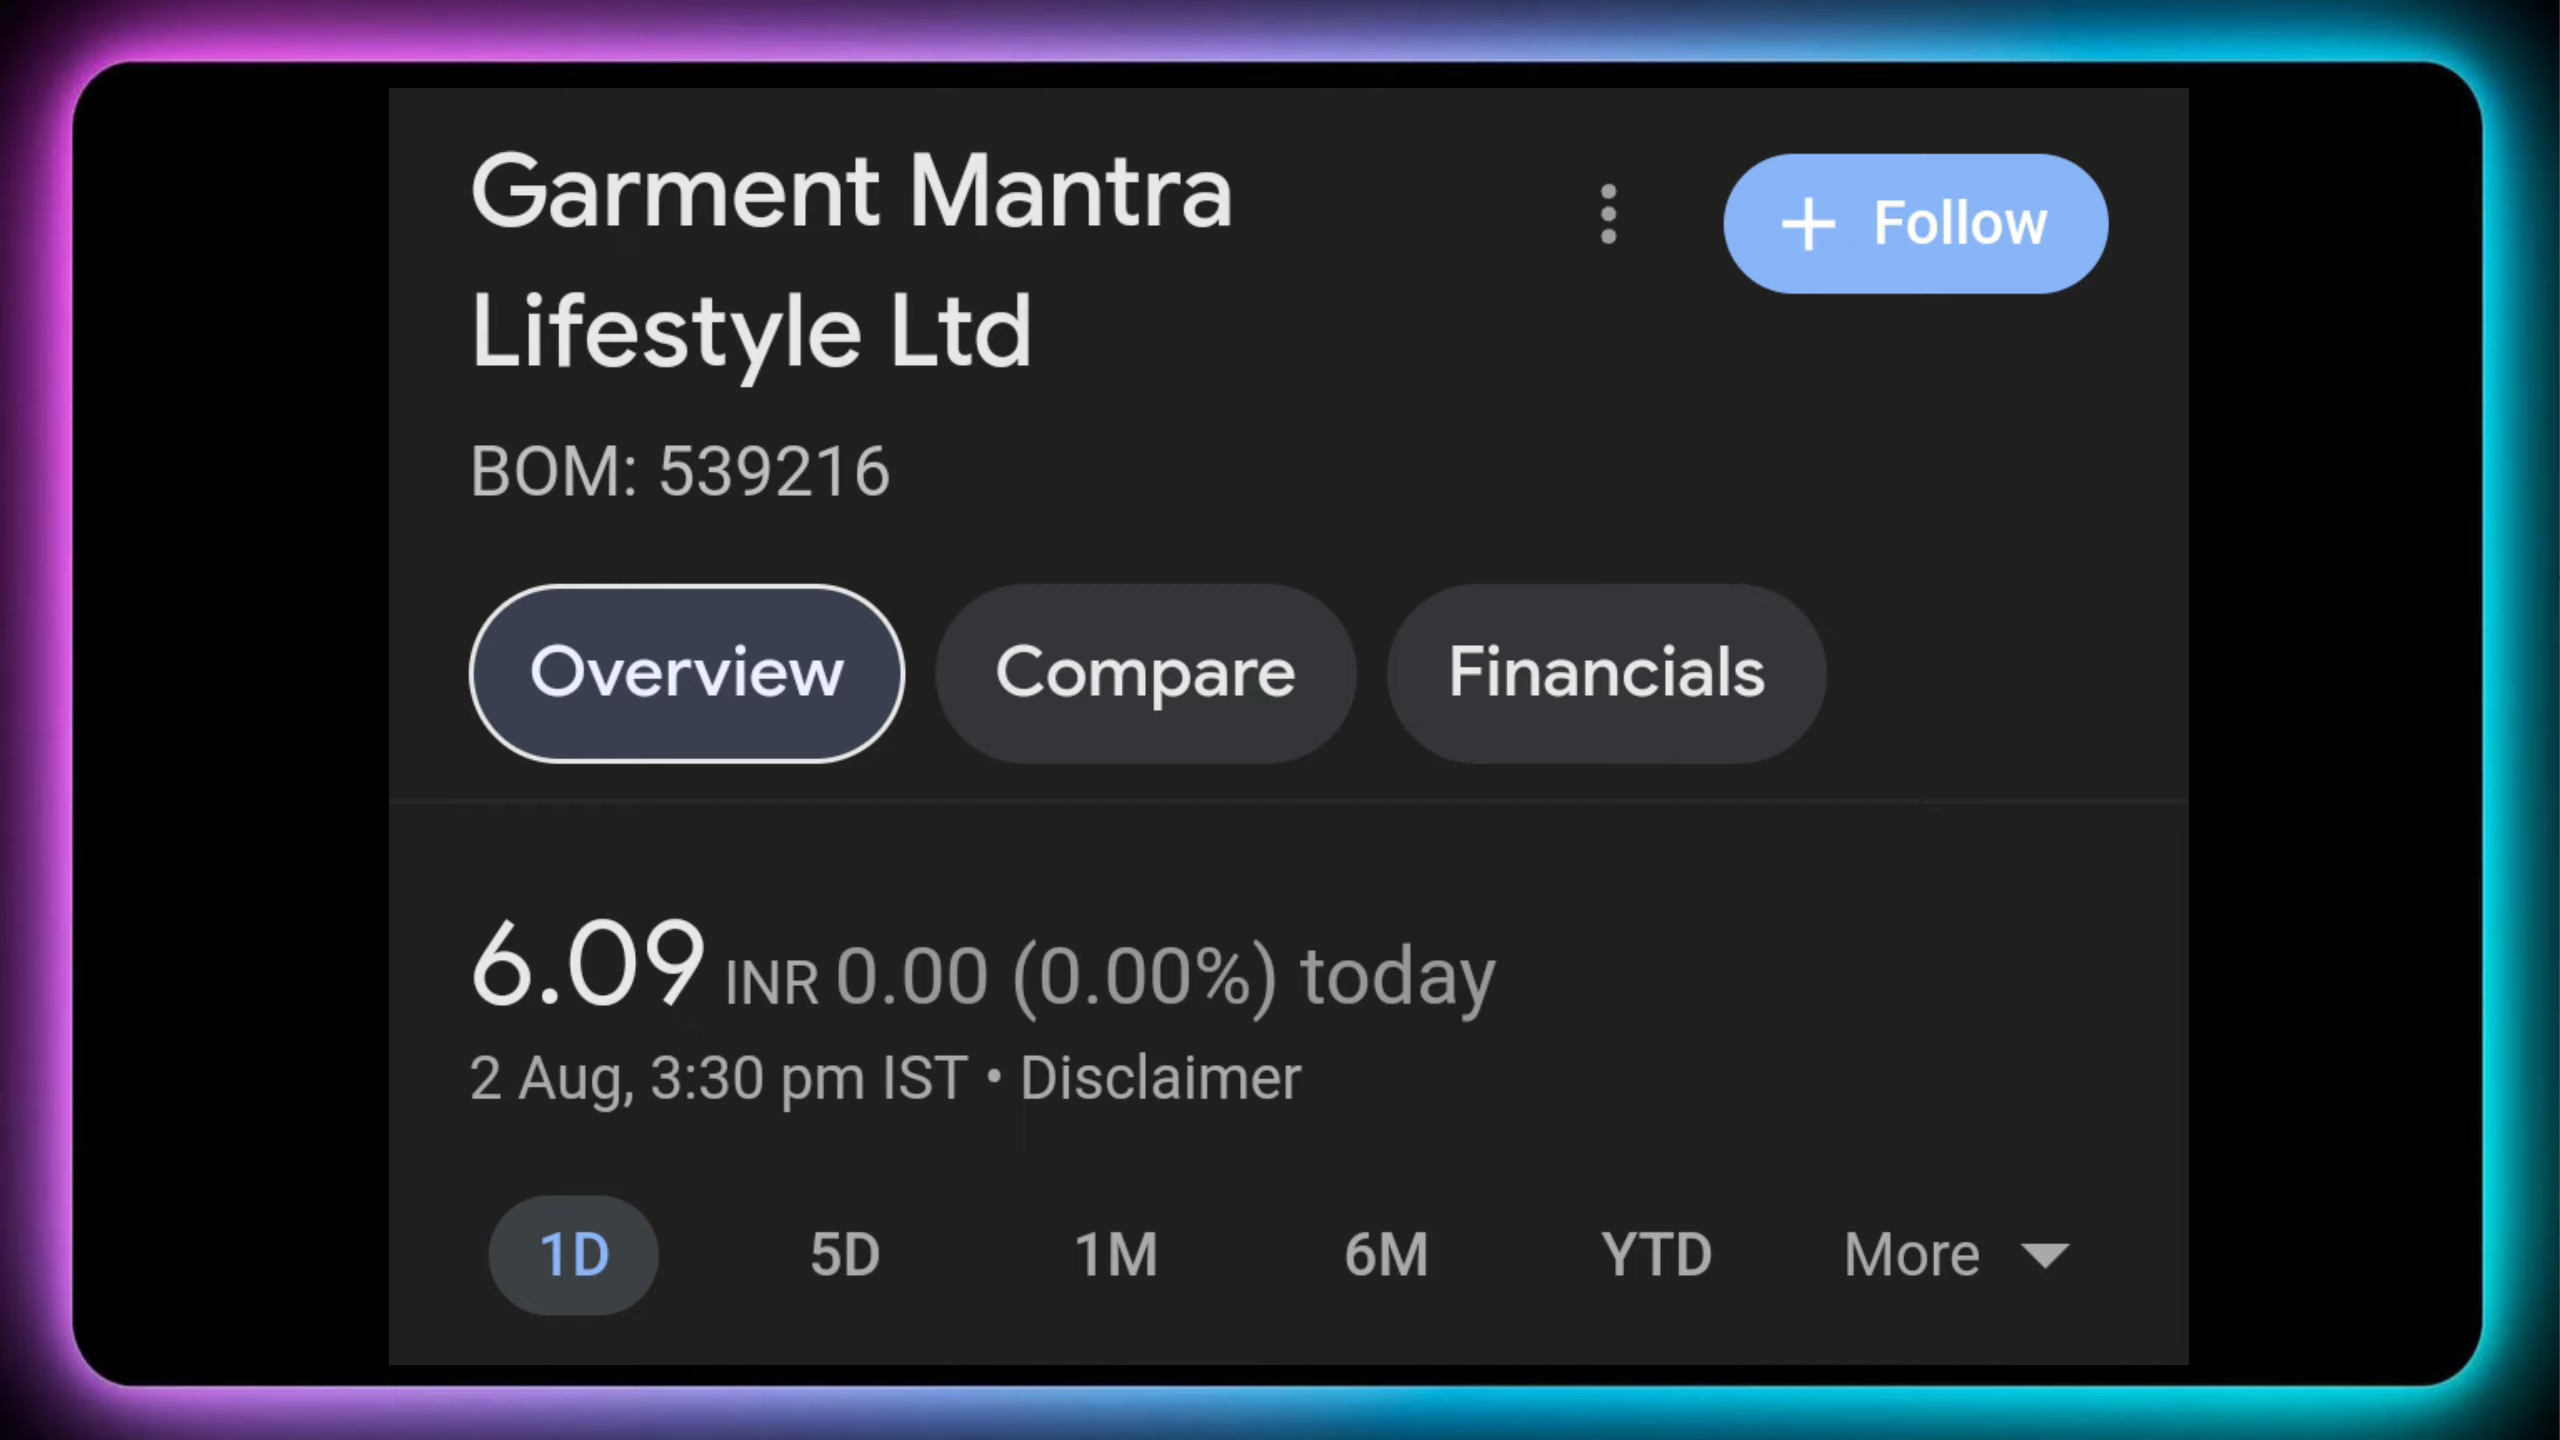 Garment Mantra
Lifestyle Ltd
+ Follow
BOM: 539216
Overview Compare Financials
6.09 INR 0.00 (0.00%) today
2 Aug, 3:30 pm IST • Disclaimer
1D 5D 1M 6M YTD More